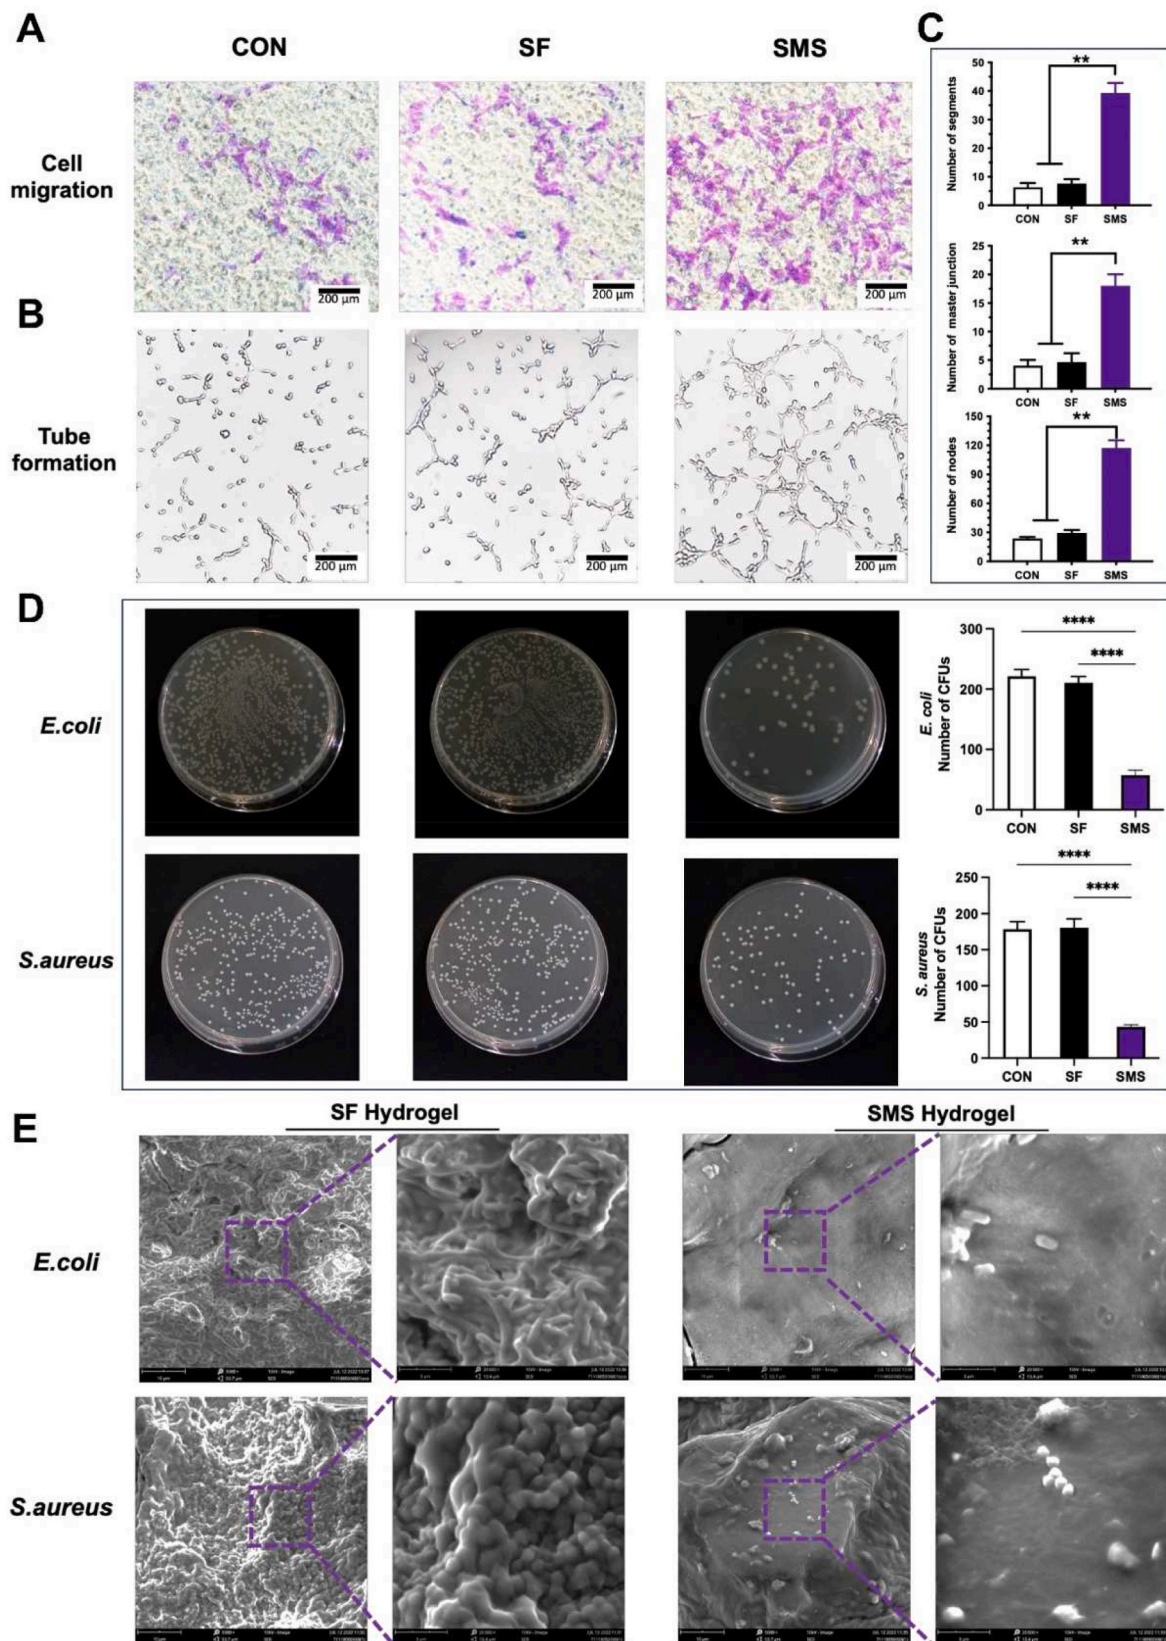 A
CON
SF
SMS
Cell
migration
200 μm
200 μm
200 μm
B
Tube
formation
200 μm
200 μm
200 μm
C
Number of segments
50
40
30
20
10
0
**
CON
SF
SMS
Number of master junction
25
20
15
10
5
0
**
CON
SF
SMS
Number of nodes
150
120
90
60
30
0
**
CON
SF
SMS
D
E.coli
E. coli
Number of CFUs
300
200
100
0
****
****
CON
SF
SMS
S.aureus
S. aureus
Number of CFUs
250
200
150
100
50
0
****
****
CON
SF
SMS
E
SF Hydrogel
SMS Hydrogel
E.coli
S.aureus